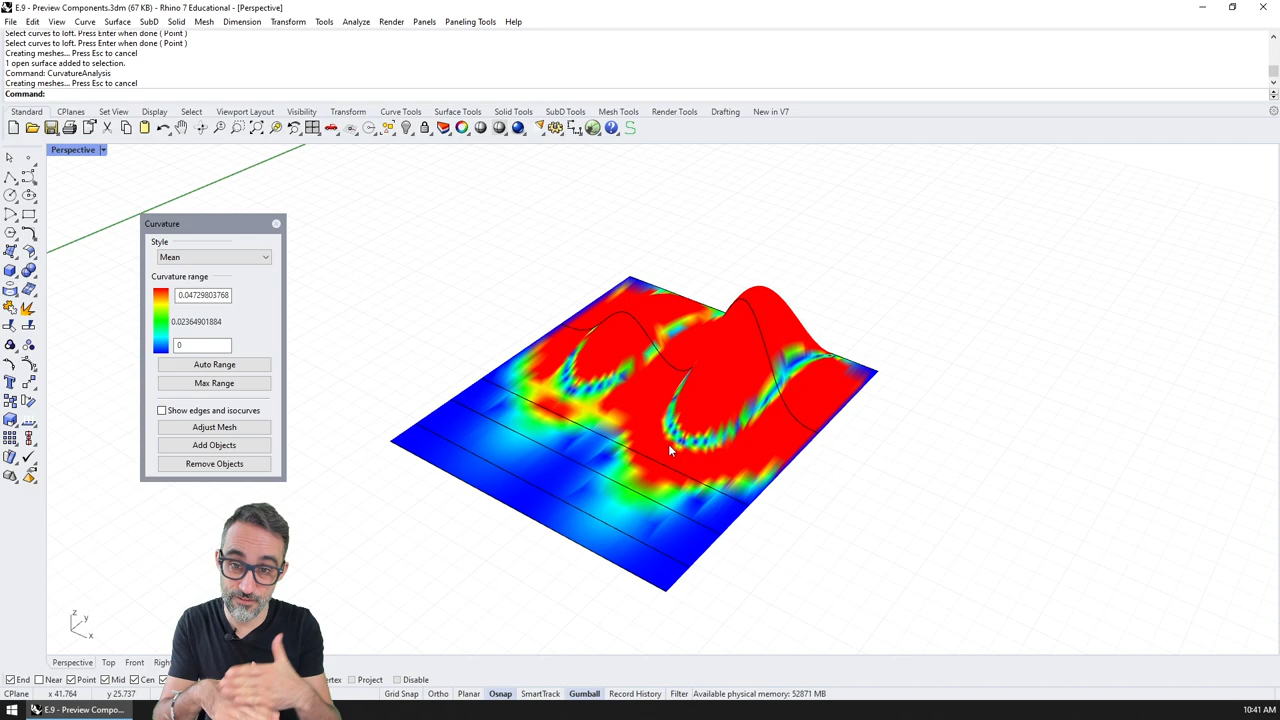 E.9 - Preview Components.3dm (67 KB) - Rhino 7 Educational - [Perspective]
File Edit View Curve Surface SubD Solid Mesh Dimension Transform Tools Analyze Render Panels Paneling Tools Help
Select curves to loft. Press Enter when done ( Point )
Select curves to loft. Press Enter when done ( Point )
Creating meshes... Press Esc to cancel
1 open surface added to selection.
Command: CurvatureAnalysis
Creating meshes... Press Esc to cancel
Command:
Standard CPlanes Set View Display Select Viewport Layout Visibility Transform Curve Tools Surface Tools Solid Tools SubD Tools Mesh Tools Render Tools Drafting New in V7
Perspective
Curvature
Style
Mean
Curvature range
0.04729803768
0.02364901884
0
Auto Range
Max Range
Show edges and isocurves
Adjust Mesh
Add Objects
Remove Objects
z
y
x
Perspective Top Front
End Near Point Mid Cen Project Disable
CPlane x 41.764 y 25.737 Grid Snap Ortho Planar Osnap SmartTrack Gumball Record History Filter Available physical memory: 52871 MB
E.9 - Preview Compo... 10:41 AM